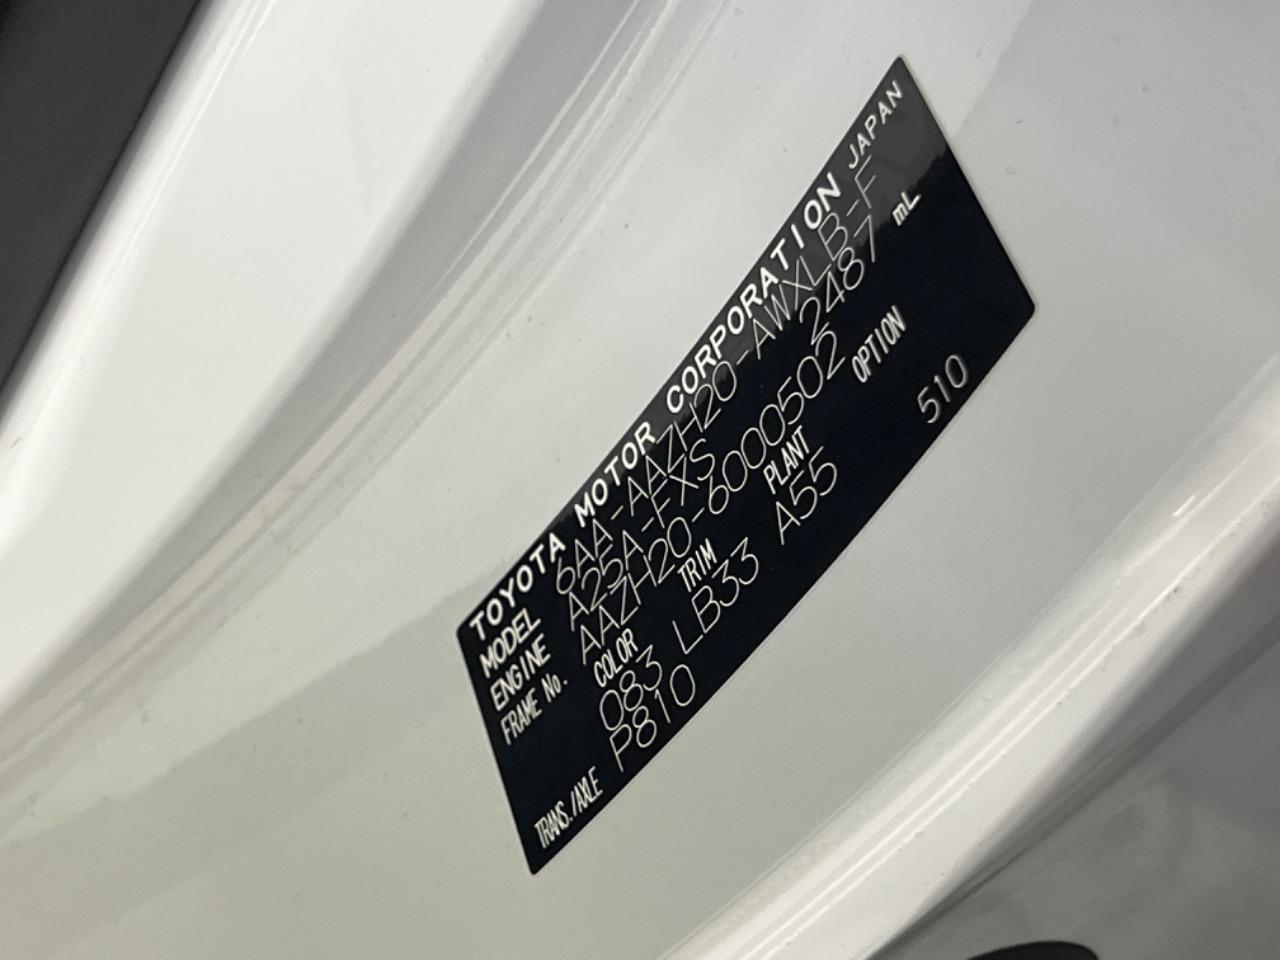 TOYOTA MOTOR CORPORATION JAPAN
MODEL 6AA-AAZH20-AWXLB-F
ENGINE A25A-FXS 2487 mL
FRAME No. AAZH20-6000502
COLOR TRIM PLANT OPTION
083 LB33 A55 510
TRANS./AXLE P810